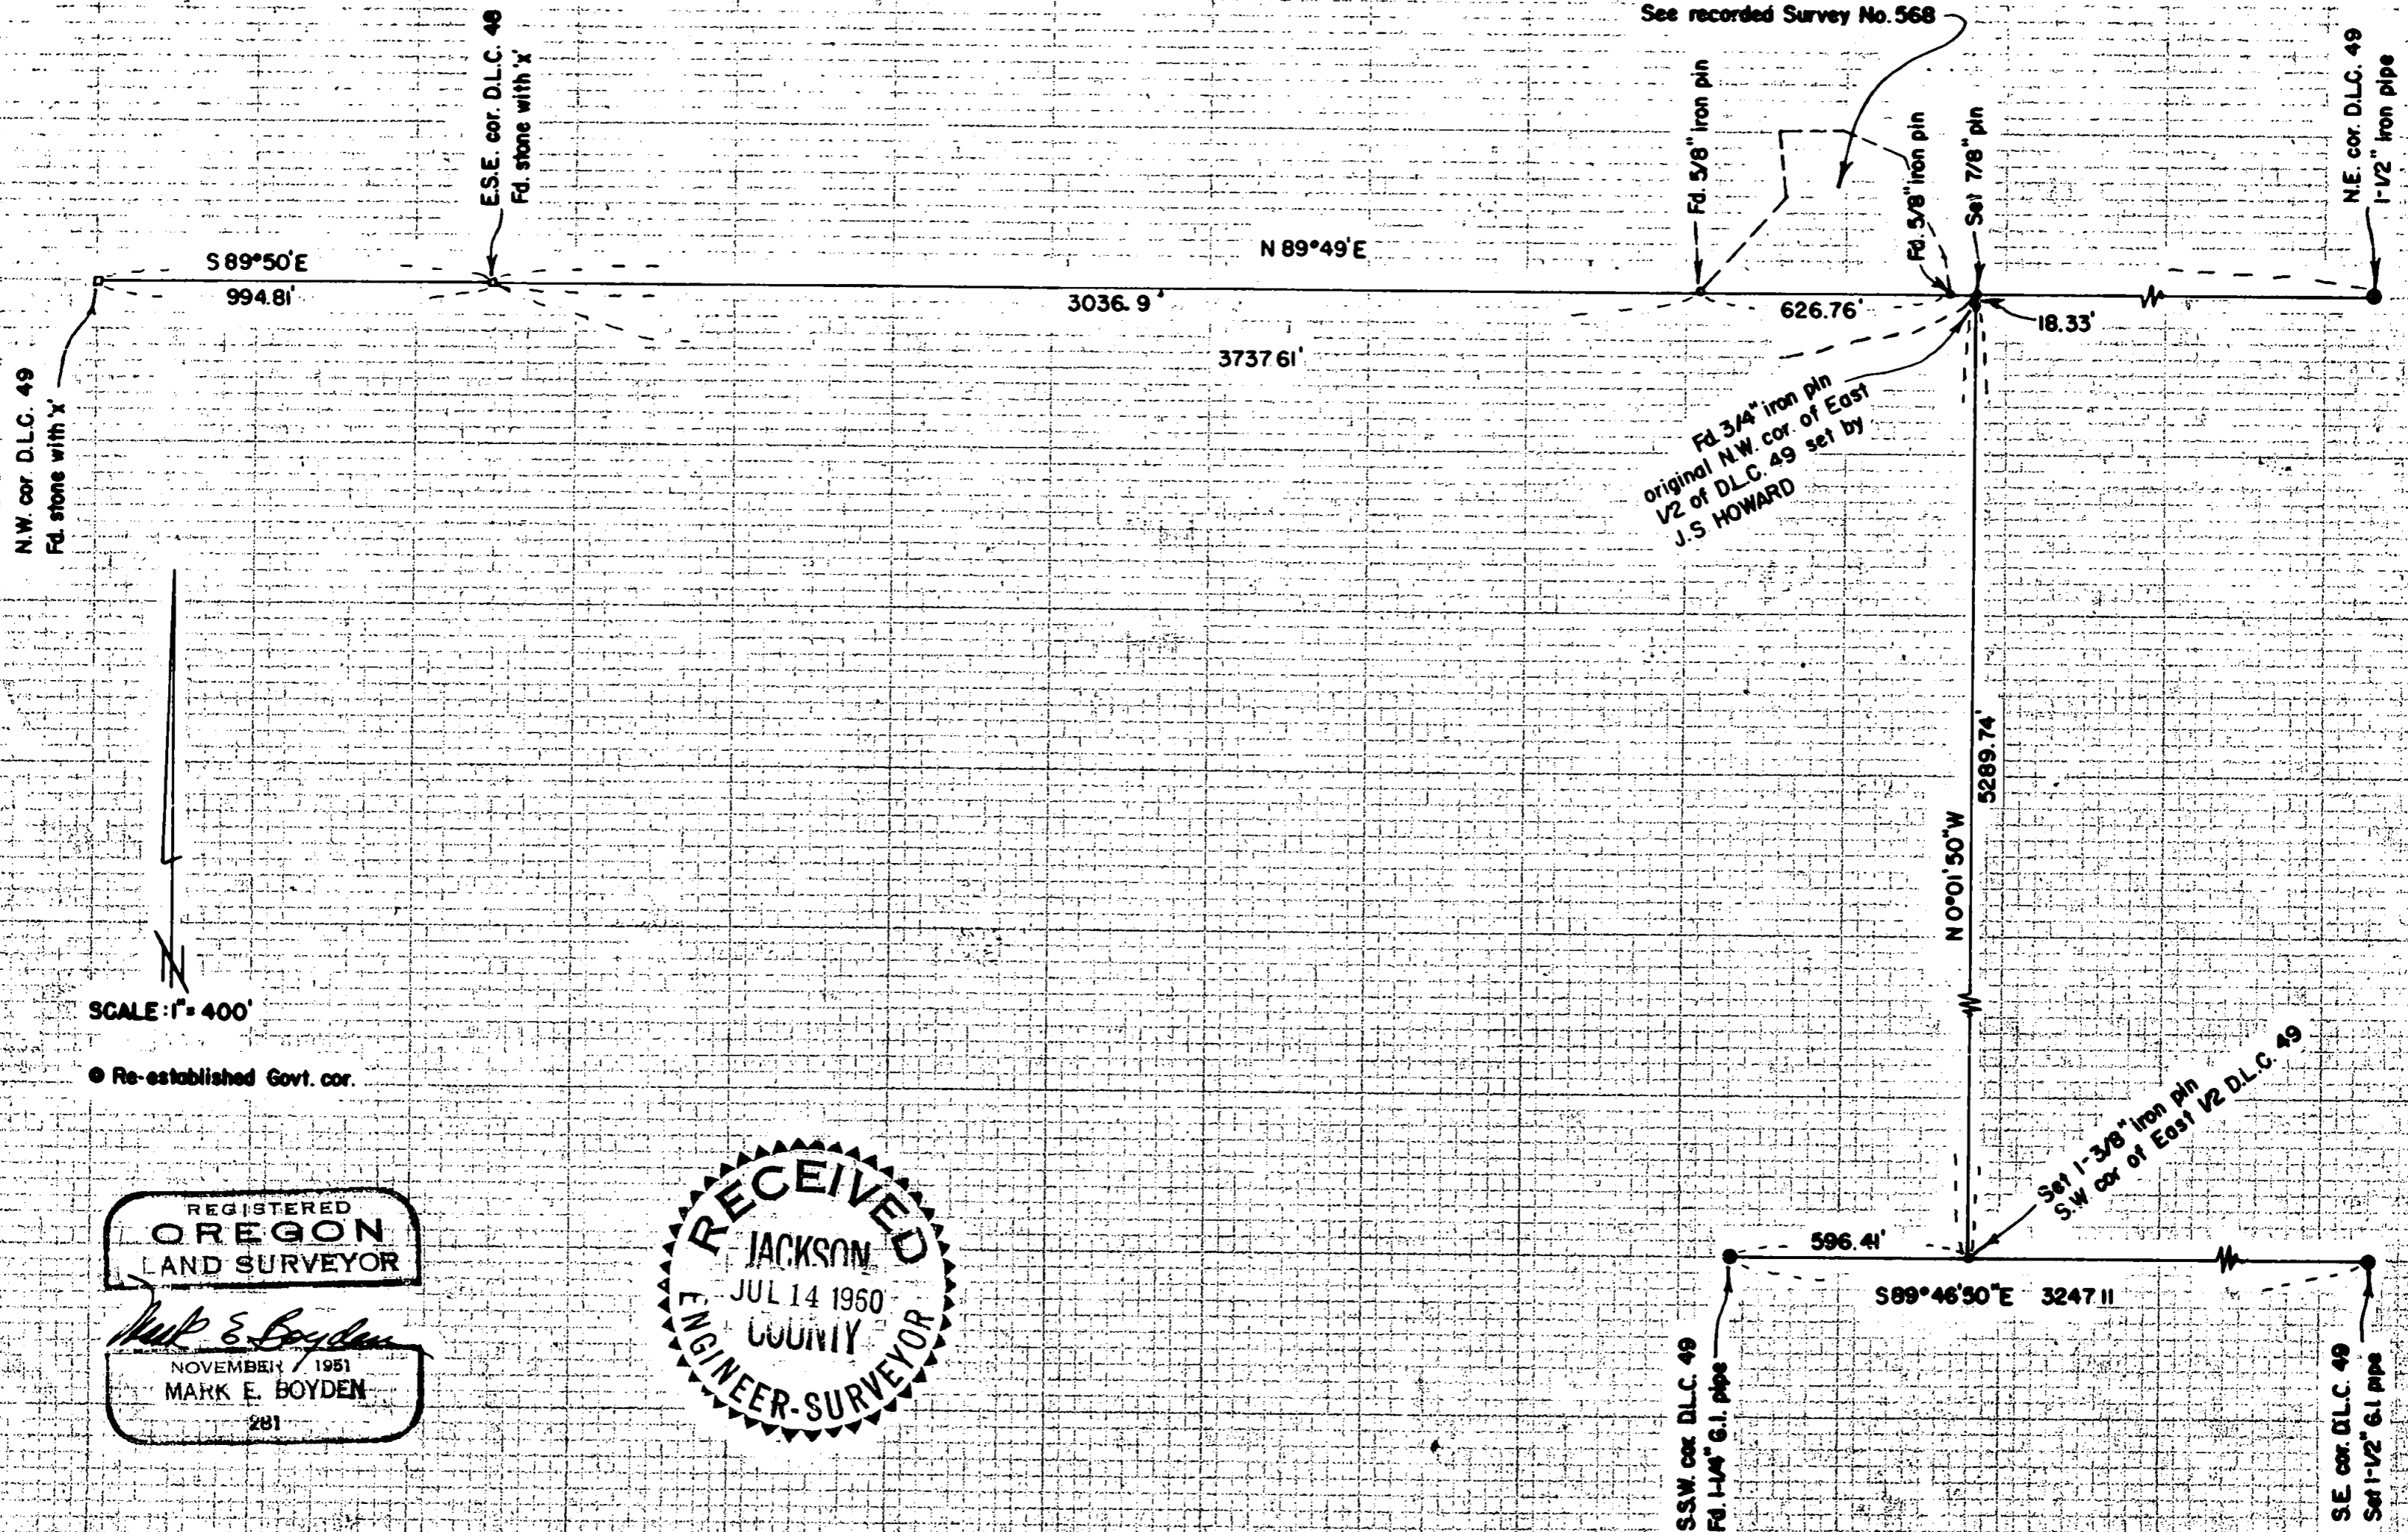 See recorded Survey No. 568
N.W. cor D.L.C. 49
Fd. stone with 'x'
E.S.E. cor. D.L.C. 48
Fd. stone with 'x'
Fd. 5/8" iron pin
Fd. 5/8" iron pin
Set 7/8" pin
N.E. cor. D.L.C. 49
1-1/2" iron pipe
S 89°50'E
994.81'
N 89°49'E
3036.9'
626.76'
18.33'
3737.61'
Fd. 3/4" iron pin
original N.W. cor. of East
1/2 of D.L.C. 49 set by
J.S. HOWARD
N 0°01'50"W
5289.74'
SCALE: 1" = 400'
Re-established Govt. cor.
Set 1-3/8" iron pin
S.W. cor of East 1/2 D.L.C. 49
596.41'
S 89°46'50"E 3247.11
S.S.W. cor. D.L.C. 49
Fd. 1-1/4" G.I. pipe
S.E. cor. D.L.C. 49
Set 1-1/2" G.I. pipe
REGISTERED
OREGON
LAND SURVEYOR
Mark E Boyden
NOVEMBER 1951
MARK E. BOYDEN
281
RECEIVED
JACKSON
JUL 14 1960
COUNTY
ENGINEER-SURVEYOR
N